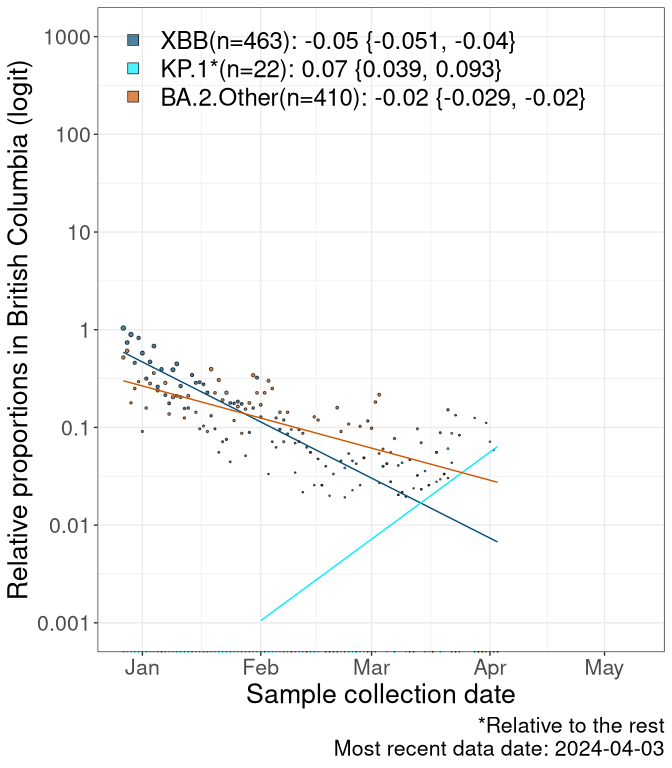 Relative proportions in British Columbia (logit)
1000
100
10
1
0.1
0.01
0.001
XBB(n=463): -0.05 {-0.051, -0.04}
KP.1*(n=22): 0.07 {0.039, 0.093}
BA.2.Other(n=410): -0.02 {-0.029, -0.02}
Jan Feb Mar Apr May
Sample collection date
*Relative to the rest
Most recent data date: 2024-04-03